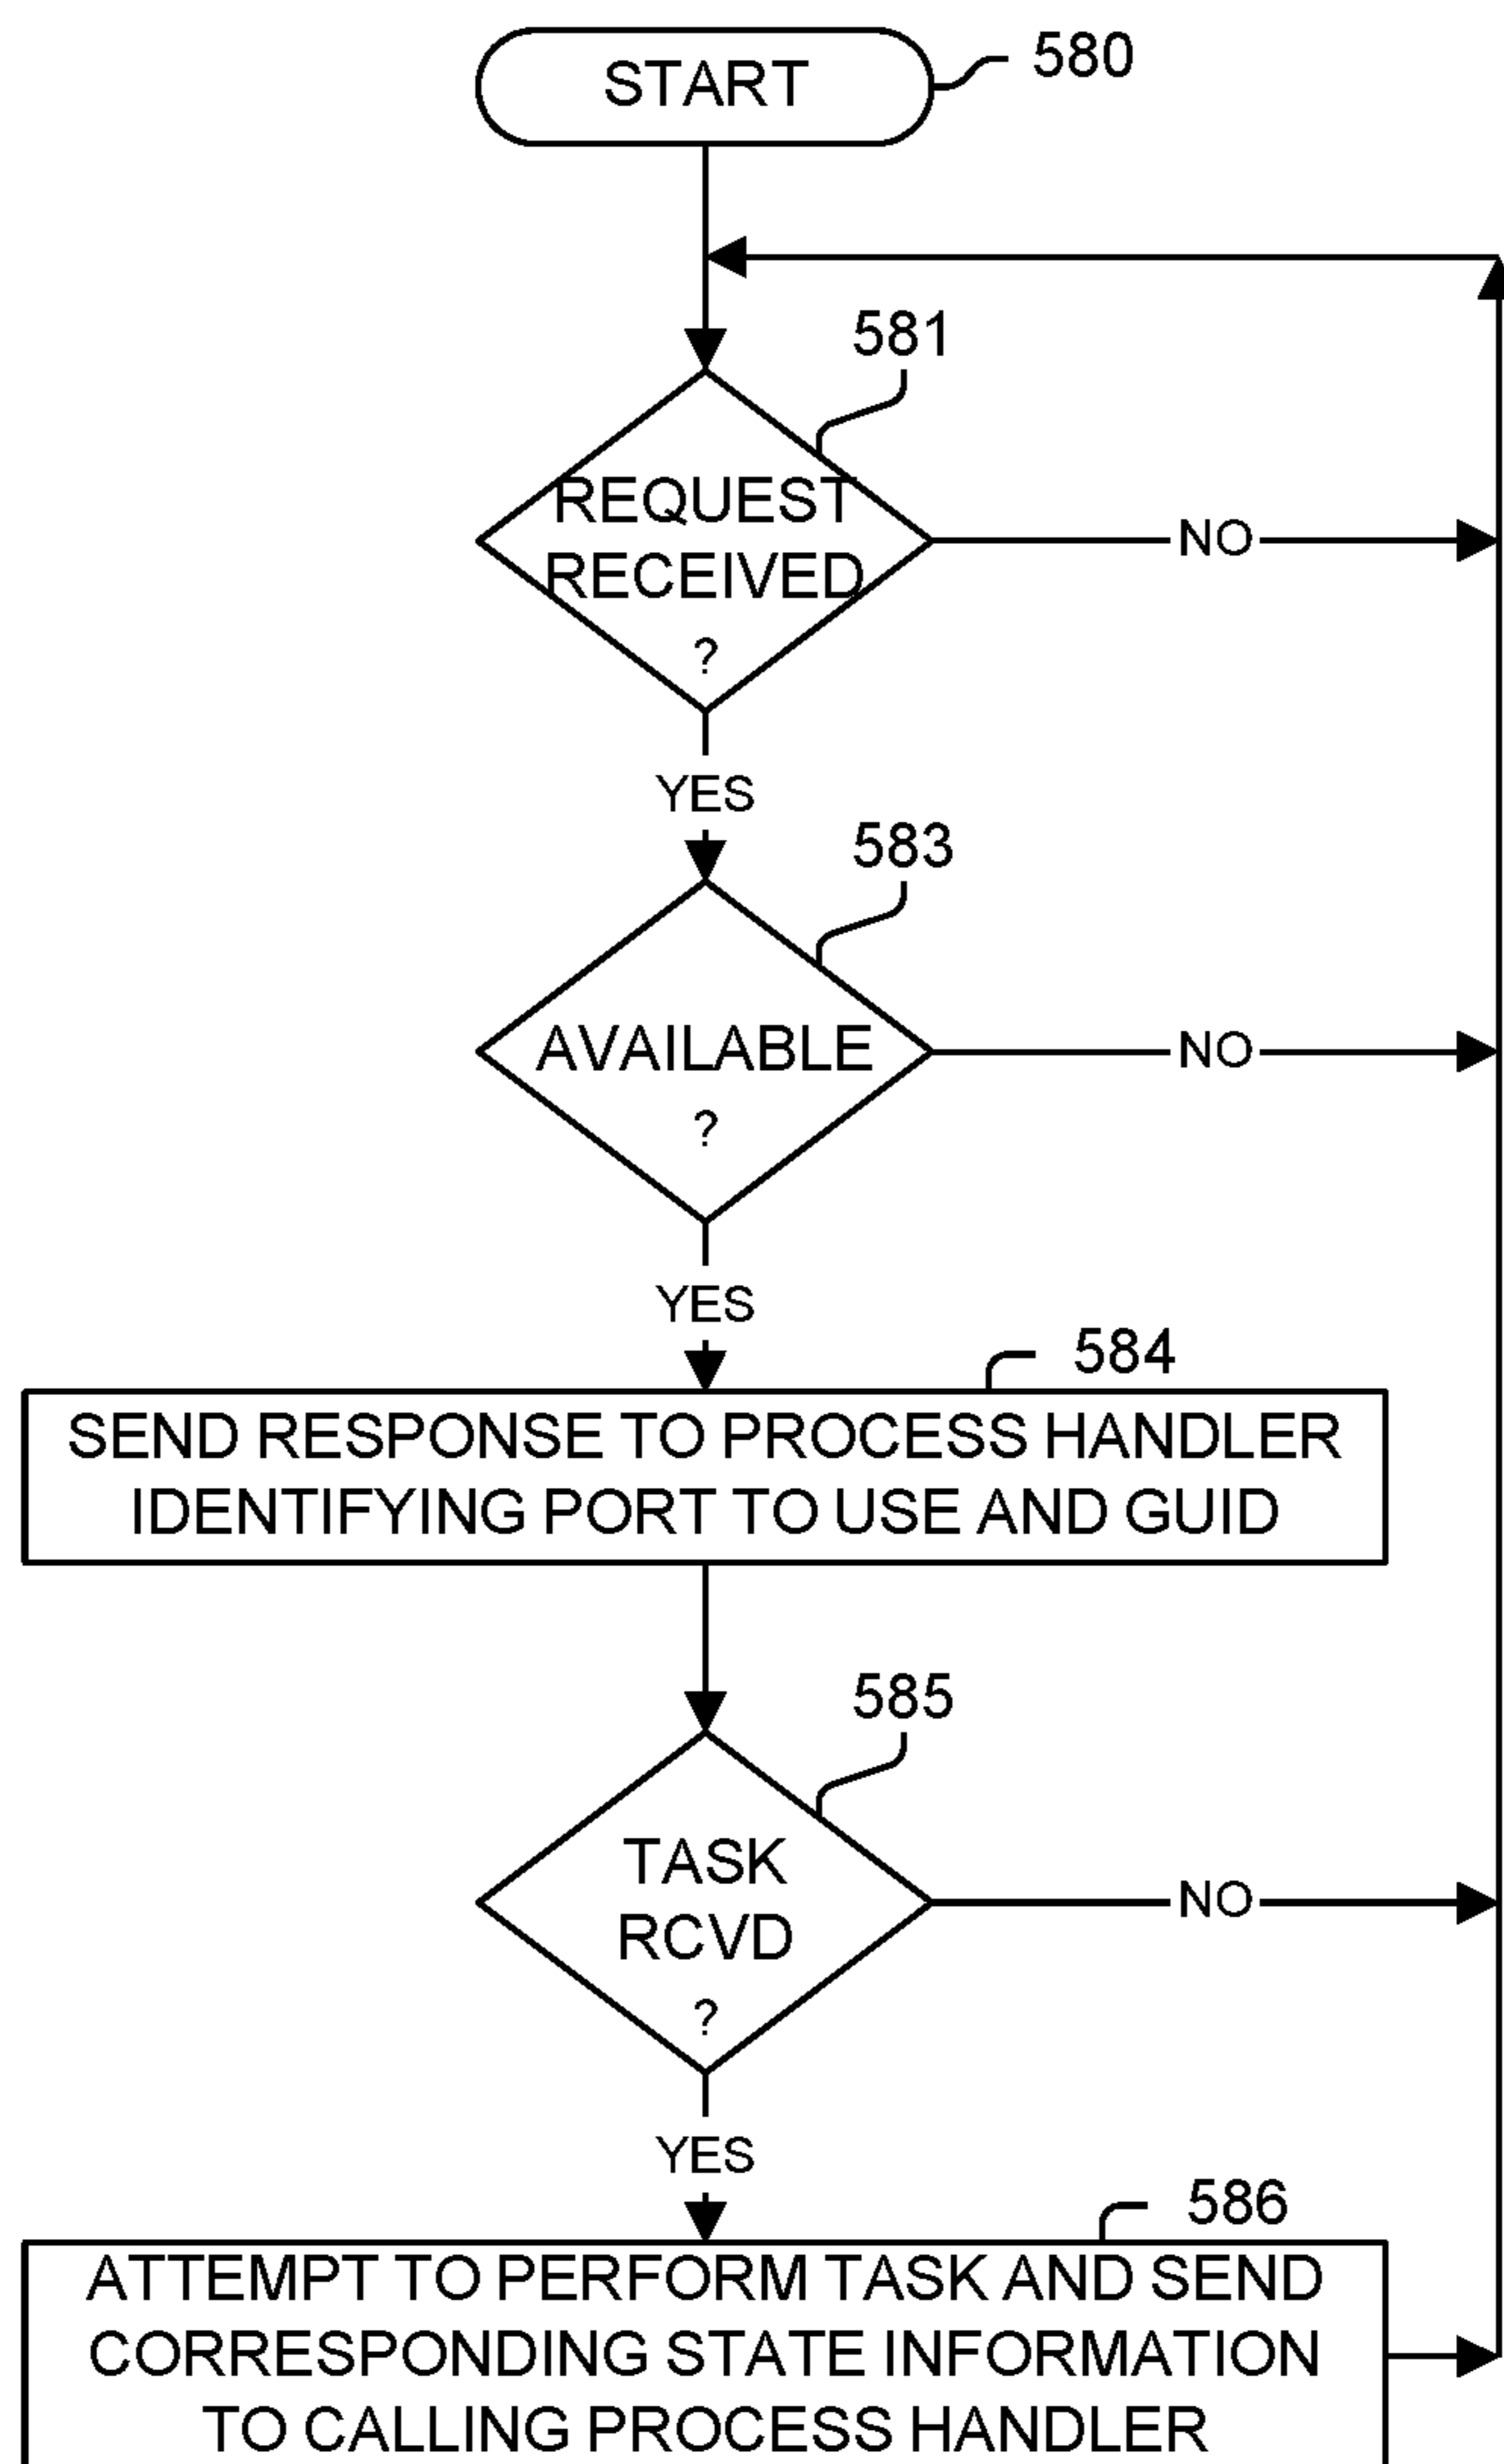 START
580
581
REQUEST
RECEIVED
?
NO
YES
583
AVAILABLE
?
NO
YES
584
SEND RESPONSE TO PROCESS HANDLER
IDENTIFYING PORT TO USE AND GUID
585
TASK
RCVD
?
NO
YES
586
ATTEMPT TO PERFORM TASK AND SEND
CORRESPONDING STATE INFORMATION
TO CALLING PROCESS HANDLER